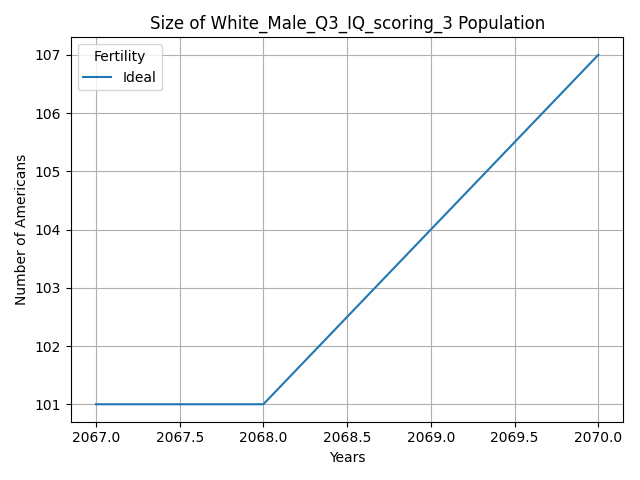 Size of White_Male_Q3_IQ_scoring_3 Population
Fertility
Ideal
107
106
105
104
103
102
101
Number of Americans
2067.0 2067.5 2068.0 2068.5 2069.0 2069.5 2070.0
Years